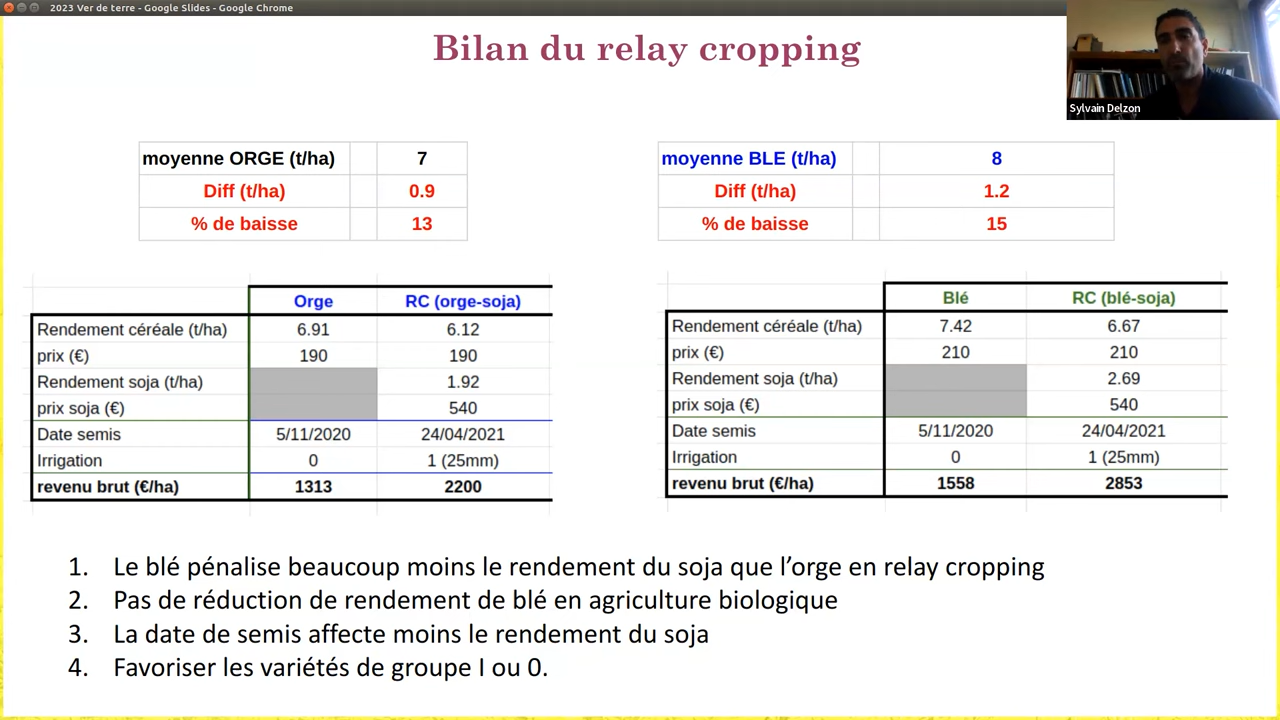 2023 Ver de terre - Google Slides - Google Chrome
Bilan du relay cropping
Sylvain Delzon
moyenne ORGE (t/ha) 7
Diff (t/ha) 0.9
% de baisse 13
moyenne BLE (t/ha) 8
Diff (t/ha) 1.2
% de baisse 15
Orge RC (orge-soja)
Rendement céréale (t/ha) 6.91 6.12
prix (€) 190 190
Rendement soja (t/ha) 1.92
prix soja (€) 540
Date semis 5/11/2020 24/04/2021
Irrigation 0 1 (25mm)
revenu brut (€/ha) 1313 2200
Blé RC (blé-soja)
Rendement céréale (t/ha) 7.42 6.67
prix (€) 210 210
Rendement soja (t/ha) 2.69
prix soja (€) 540
Date semis 5/11/2020 24/04/2021
Irrigation 0 1 (25mm)
revenu brut (€/ha) 1558 2853
1. Le blé pénalise beaucoup moins le rendement du soja que l’orge en relay cropping
2. Pas de réduction de rendement de blé en agriculture biologique
3. La date de semis affecte moins le rendement du soja
4. Favoriser les variétés de groupe I ou 0.